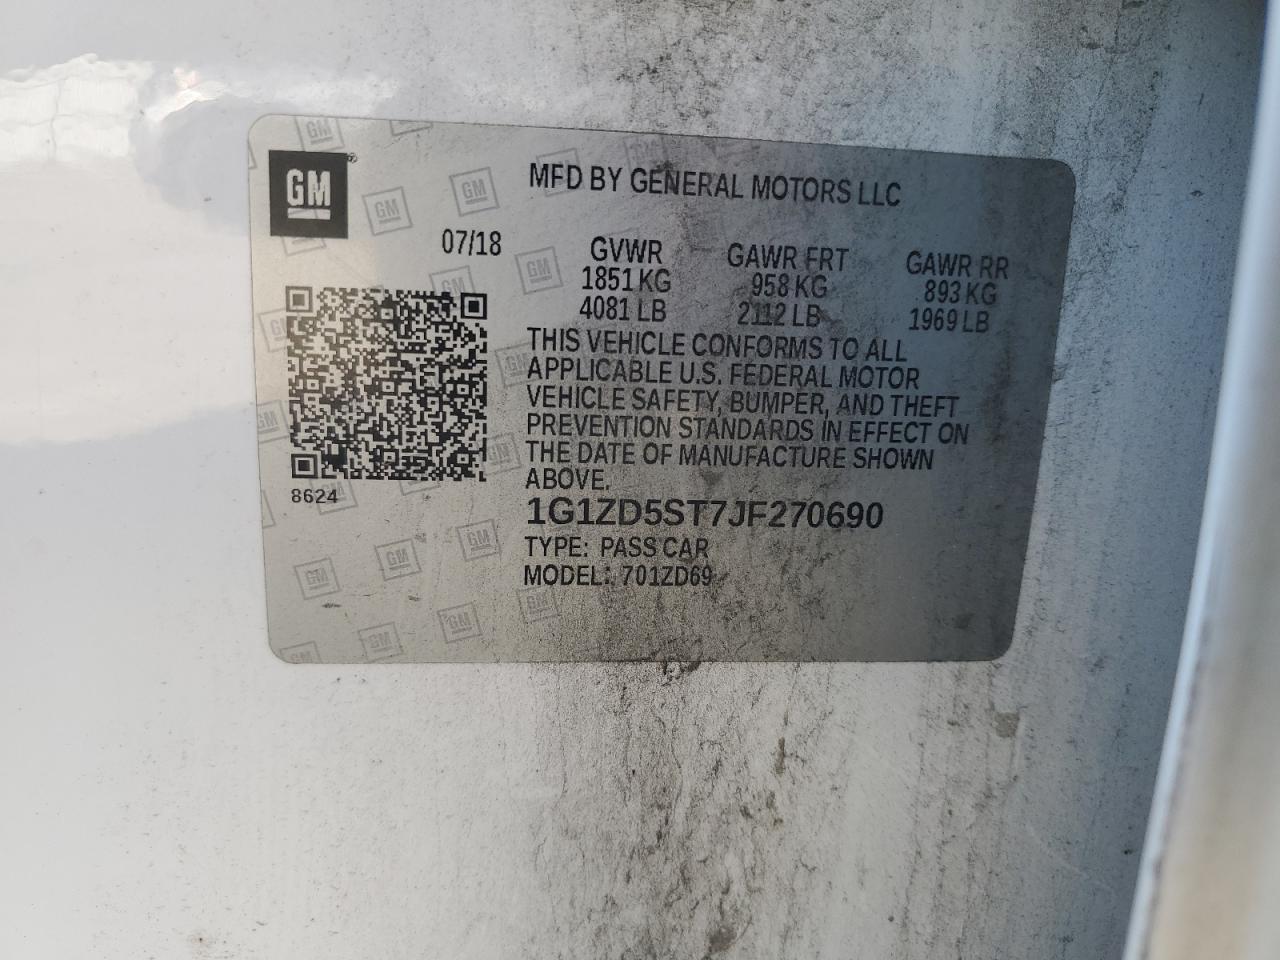 GM
MFD BY GENERAL MOTORS LLC
07/18
GVWR GAWR FRT GAWR RR
1851 KG 958 KG 893 KG
4081 LB 2112 LB 1969 LB
THIS VEHICLE CONFORMS TO ALL
APPLICABLE U.S. FEDERAL MOTOR
VEHICLE SAFETY, BUMPER, AND THEFT
PREVENTION STANDARDS IN EFFECT ON
THE DATE OF MANUFACTURE SHOWN
ABOVE.
8624
1G1ZD5ST7JF270690
TYPE: PASS CAR
MODEL: 701ZD69